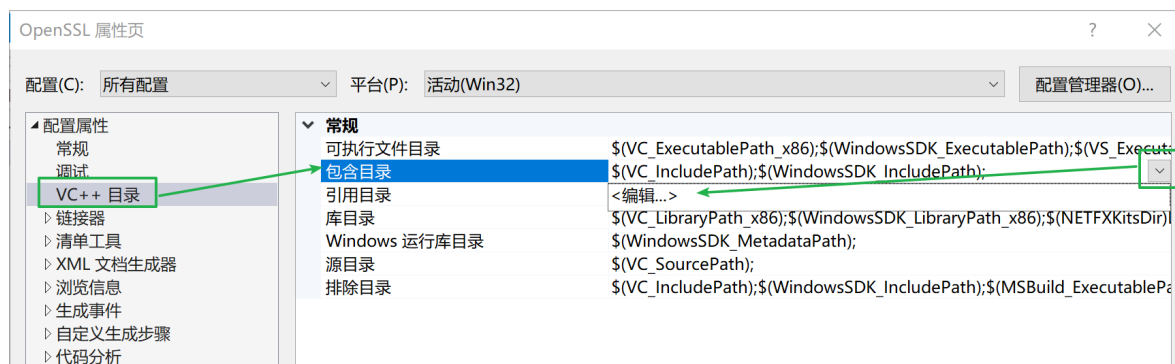 OpenSSL 属性页
配置(C): 所有配置 平台(P): 活动(Win32) 配置管理器(O)...
配置属性
常规
调试
VC++ 目录
链接器
清单工具
XML 文档生成器
浏览信息
生成事件
自定义生成步骤
代码分析
常规
可执行文件目录 $(VC_ExecutablePath_x86);$(WindowsSDK_ExecutablePath);$(VS_Executa
包含目录 $(VC_IncludePath);$(WindowsSDK_IncludePath);
引用目录 <编辑...>
库目录 $(VC_LibraryPath_x86);$(WindowsSDK_LibraryPath_x86);$(NETFXKitsDir)
Windows 运行库目录 $(WindowsSDK_MetadataPath);
源目录 $(VC_SourcePath);
排除目录 $(VC_IncludePath);$(WindowsSDK_IncludePath);$(MSBuild_ExecutablePa